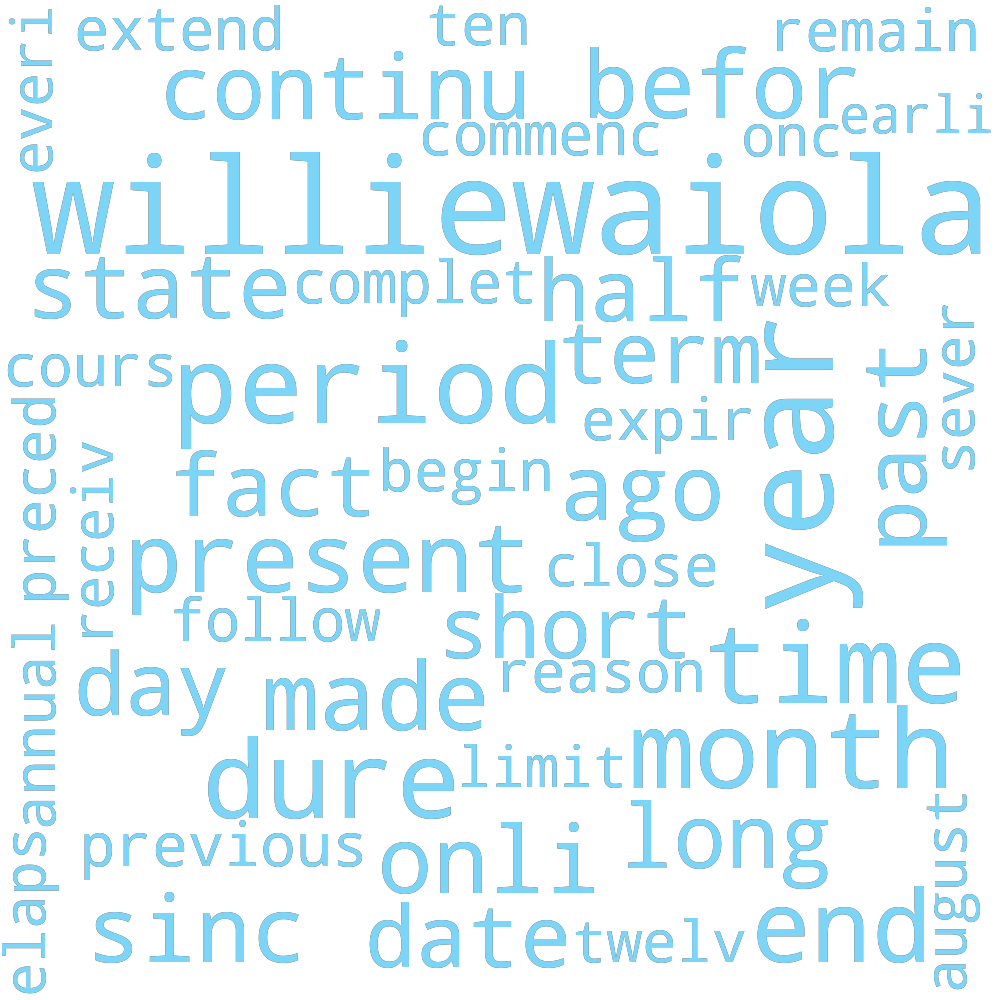 everi
extend
ten
remain
continu
befor
earli
commenc
onc
williewaiola
state
complet
half
week
cours
period
term
year
past
sever
expir
fact
begin
ago
preced
receiv
present
close
follow
short
annual
day
made
reason
time
dure
limit
month
elaps
previous
onli
long
august
sinc
date
twelv
end